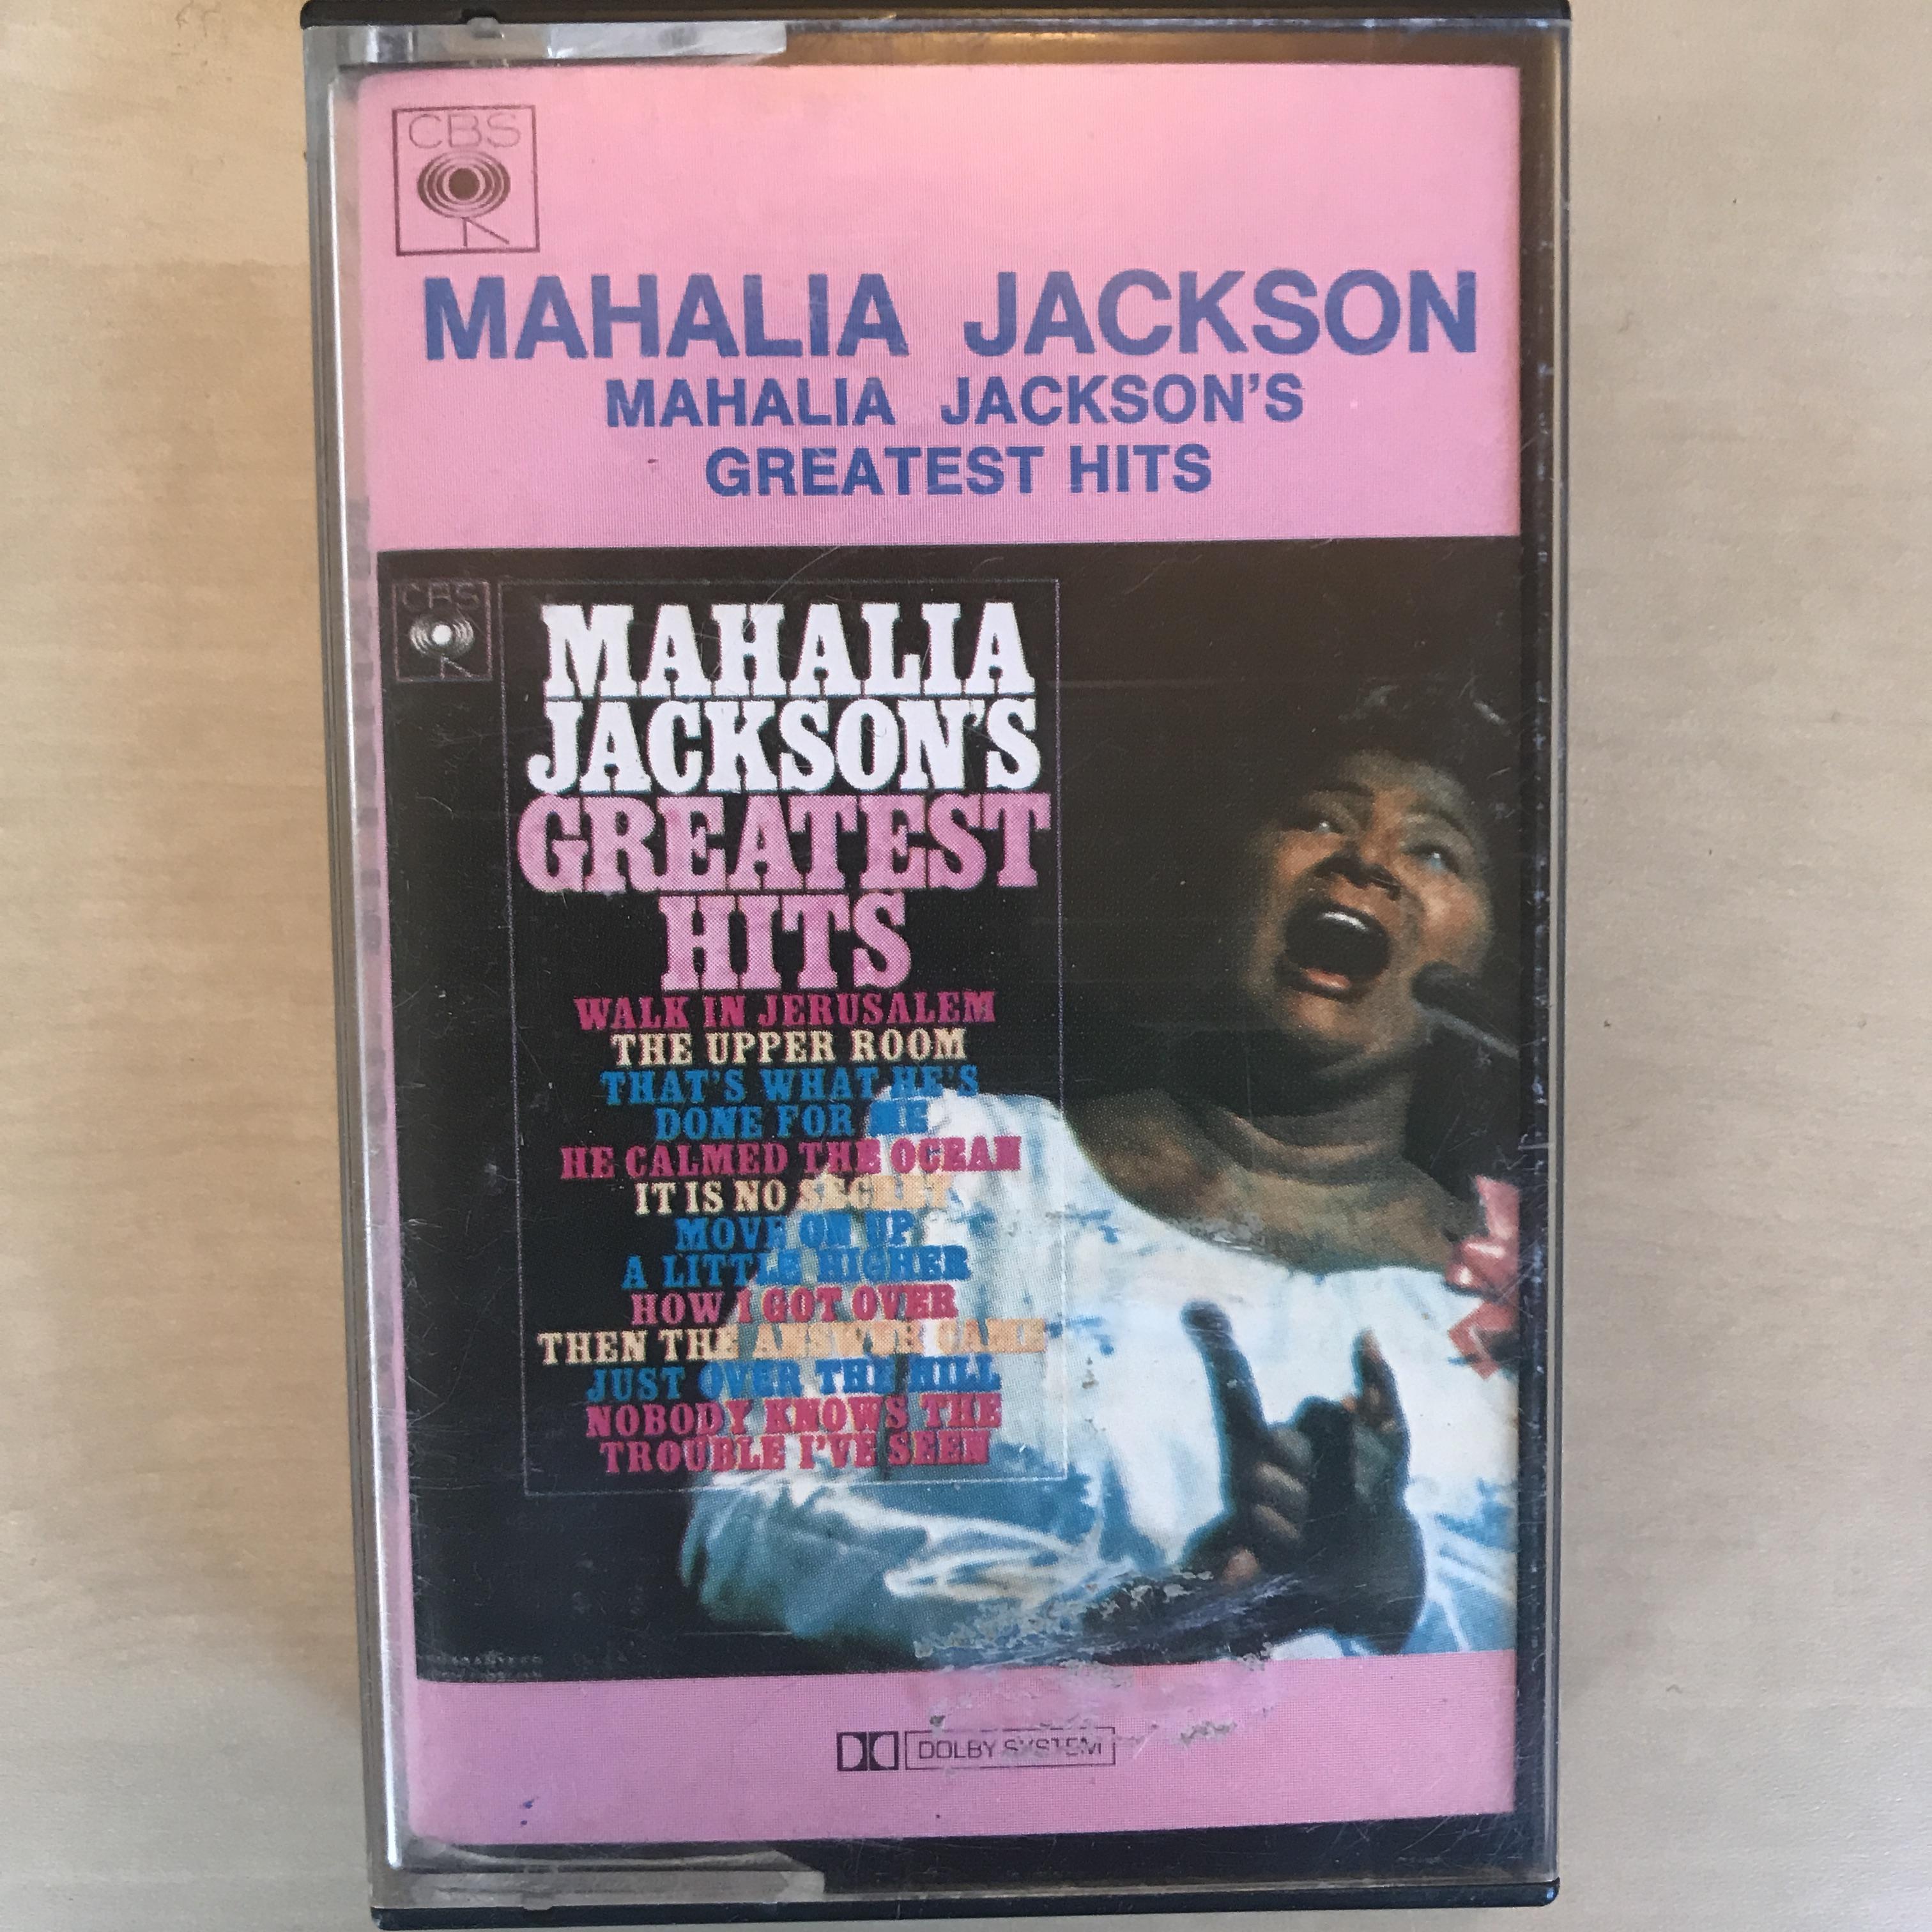 CBS
MAHALIA JACKSON
MAHALIA JACKSON'S
GREATEST HITS
CBS
MAHALIA
JACKSON'S
GREATEST
HITS
WALK IN JERUSALEM
THE UPPER ROOM
THAT'S WHAT HE'S
DONE FOR ME
HE CALMED THE OCEAN
IT IS NO SECRET
MOVE ON UP
A LITTLE HIGHER
HOW I GOT OVER
THEN THE ANSWER CAME
JUST OVER THE HILL
NOBODY KNOWS THE
TROUBLE I'VE SEEN
DOLBY SYSTEM